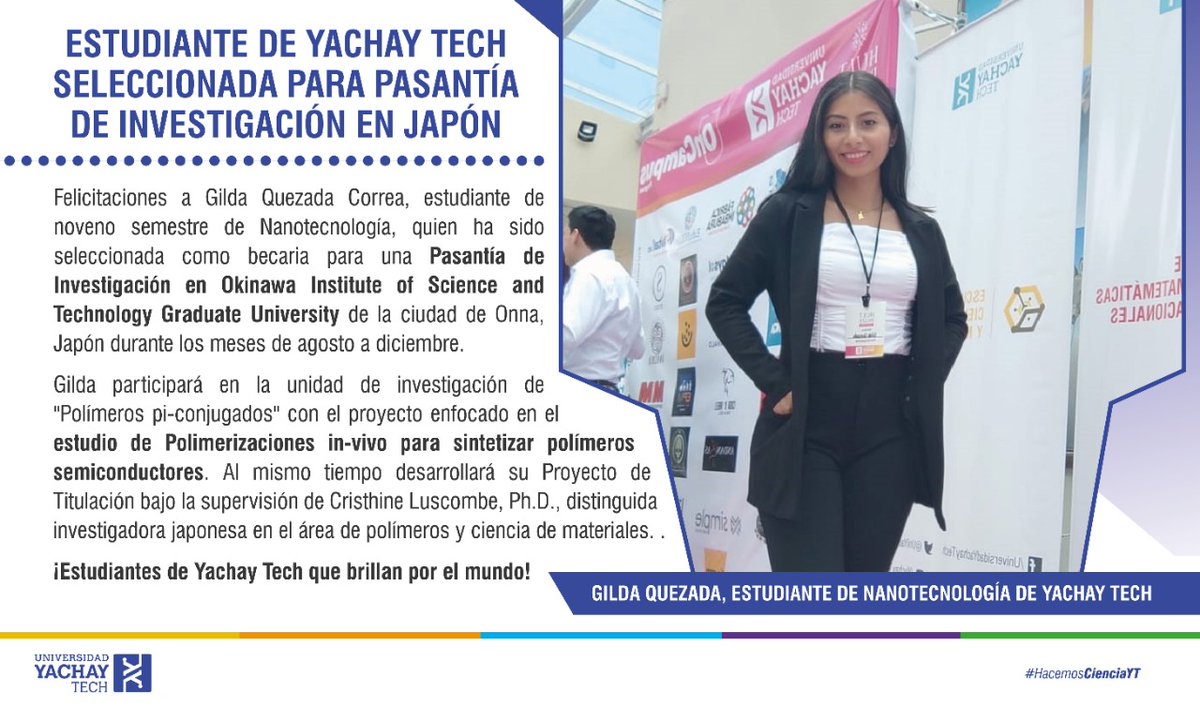 ESTUDIANTE DE YACHAY TECH
SELECCIONADA PARA PASANTÍA
DE INVESTIGACIÓN EN JAPÓN
Felicitaciones a Gilda Quezada Correa, estudiante de
noveno semestre de Nanotecnología, quien ha sido
seleccionada como becaria para una Pasantía de
Investigación en Okinawa Institute of Science and
Technology Graduate University de la ciudad de Onna,
Japón durante los meses de agosto a diciembre.
Gilda participará en la unidad de investigación de
"Polímeros pi-conjugados" con el proyecto enfocado en el
estudio de Polimerizaciones in-vivo para sintetizar polímeros
semiconductores. Al mismo tiempo desarrollará su Proyecto de
Titulación bajo la supervisión de Cristhine Luscombe, Ph.D., distinguida
investigadora japonesa en el área de polímeros y ciencia de materiales. .
¡Estudiantes de Yachay Tech que brillan por el mundo!
UNIVERSIDAD
YACHAY
TECH
OnCampus
UNIVERSIDAD
YACHAY
TECH
MATEMÁTICAS
simple
/UniversidadYachayTech
GILDA QUEZADA, ESTUDIANTE DE NANOTECNOLOGÍA DE YACHAY TECH
UNIVERSIDAD
YACHAY
TECH
#HacemosCienciaYT